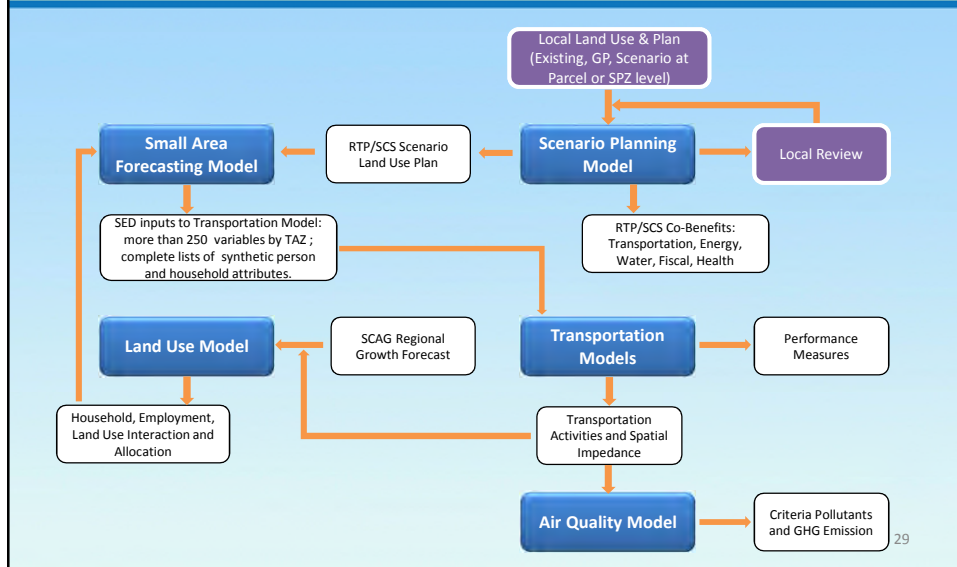 Local Land Use & Plan
(Existing, GP, Scenario at
Parcel or SPZ level)
Small Area
Forecasting Model
RTP/SCS Scenario
Land Use Plan
Scenario Planning
Model
Local Review
SED inputs to Transportation Model:
more than 250 variables by TAZ ;
complete lists of synthetic person
and household attributes.
RTP/SCS Co-Benefits:
Transportation, Energy,
Water, Fiscal, Health
Land Use Model
SCAG Regional
Growth Forecast
Transportation
Models
Performance
Measures
Household, Employment,
Land Use Interaction and
Allocation
Transportation
Activities and Spatial
Impedance
Air Quality Model
Criteria Pollutants
and GHG Emission
29